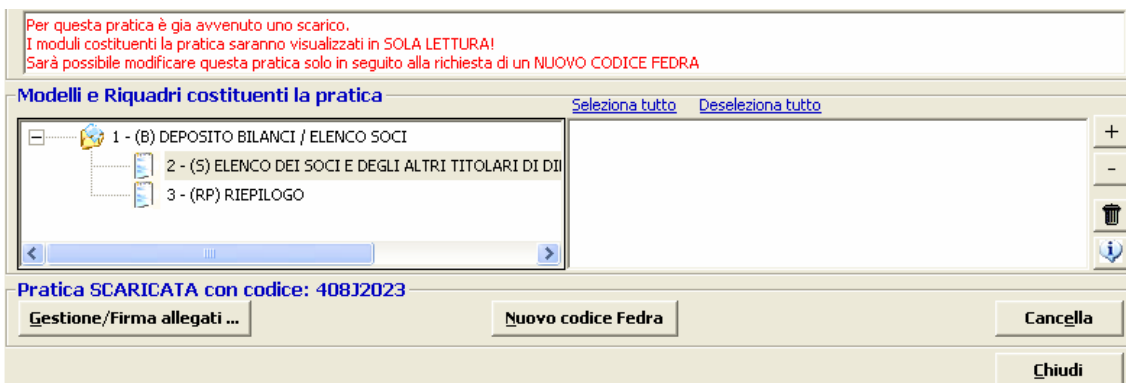 Per questa pratica è gia avvenuto uno scarico.
I moduli costituenti la pratica saranno visualizzati in SOLA LETTURA!
Sarà possibile modificare questa pratica solo in seguito alla richiesta di un NUOVO CODICE FEDRA
Modelli e Riquadri costituenti la pratica
Seleziona tutto Deseleziona tutto
1 - (B) DEPOSITO BILANCI / ELENCO SOCI
2 - (S) ELENCO DEI SOCI E DEGLI ALTRI TITOLARI DI DI
3 - (RP) RIEPILOGO
Pratica SCARICATA con codice: 408J2023
Gestione/Firma allegati ... Nuovo codice Fedra Cancella
Chiudi